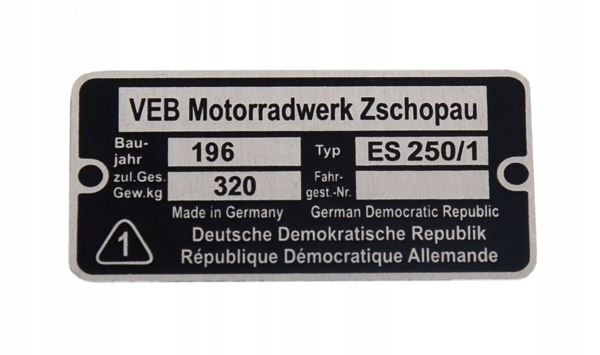 VEB Motorradwerk Zschopau
Bau-
jahr 196 Typ ES 250/1
zul.Ges.
Gew.kg 320 Fahr-
gest.-Nr.
Made in Germany German Democratic Republic
1 Deutsche Demokratische Republik
République Démocratique Allemande